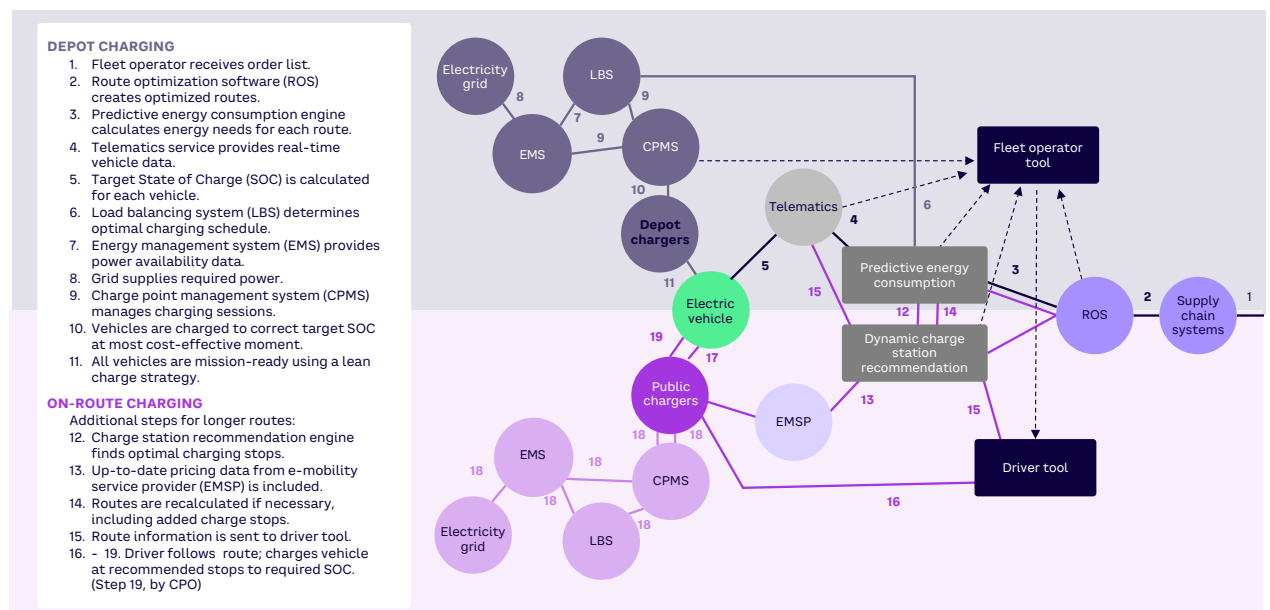 DEPOT CHARGING
1. Fleet operator receives order list.
2. Route optimization software (ROS)
creates optimized routes.
3. Predictive energy consumption engine
calculates energy needs for each route.
4. Telematics service provides real-time
vehicle data.
5. Target State of Charge (SOC) is calculated
for each vehicle.
6. Load balancing system (LBS) determines
optimal charging schedule.
7. Energy management system (EMS) provides
power availability data.
8. Grid supplies required power.
9. Charge point management system (CPMS)
manages charging sessions.
10. Vehicles are charged to correct target SOC
at most cost-effective moment.
11. All vehicles are mission-ready using a lean
charge strategy.
ON-ROUTE CHARGING
Additional steps for longer routes:
12. Charge station recommendation engine
finds optimal charging stops.
13. Up-to-date pricing data from e-mobility
service provider (EMSP) is included.
14. Routes are recalculated if necessary,
including added charge stops.
15. Route information is sent to driver tool.
16. - 19. Driver follows route; charges vehicle
at recommended stops to required SOC.
(Step 19, by CPO)
Electricity
grid
LBS
8
9
7
EMS
9
CPMS
10
Depot
chargers
11
Telematics
4
5
6
Fleet operator
tool
Predictive energy
consumption
3
Electric
vehicle
15
12
14
ROS
2
Supply
chain
systems
1
Dynamic charge
station
recommendation
19
17
Public
chargers
EMSP
13
15
18
18
EMS
18
18
CPMS
Driver tool
18
16
18
Electricity
grid
LBS